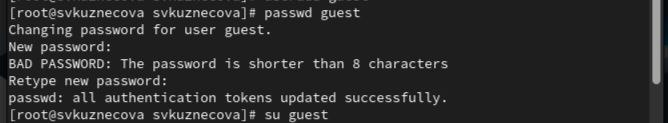 [root@svkuznecova svkuznecova]# passwd guest
Changing password for user guest.
New password:
BAD PASSWORD: The password is shorter than 8 characters
Retype new password:
passwd: all authentication tokens updated successfully.
[root@svkuznecova svkuznecova]# su guest